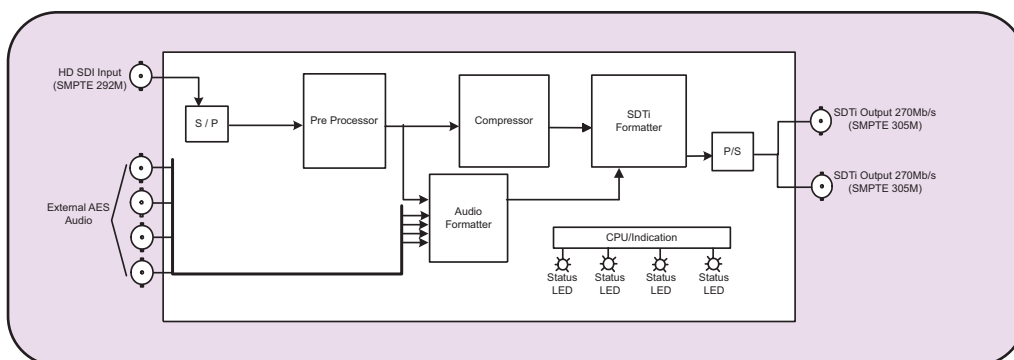 HD SDI Input
(SMPTE 292M)
S / P
Pre Processor
Compressor
SDTi
Formatter
P/S
SDTi Output 270Mb/s
(SMPTE 305M)
SDTi Output 270Mb/s
(SMPTE 305M)
External AES
Audio
Audio
Formatter
CPU/Indication
Status
LED
Status
LED
Status
LED
Status
LED